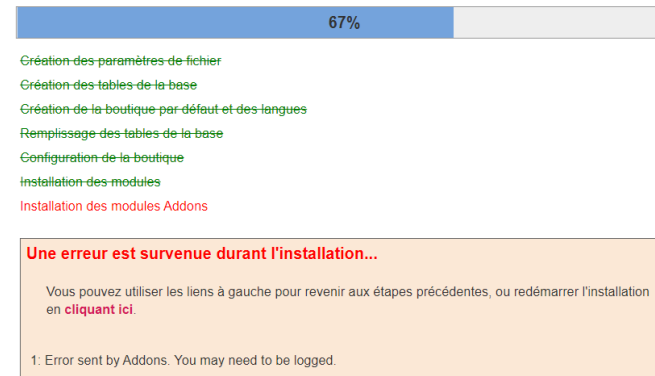 67%
Création des paramètres de fichier
Création des tables de la base
Création de la boutique par défaut et des langues
Remplissage des tables de la base
Configuration de la boutique
Installation des modules
Installation des modules Addons
Une erreur est survenue durant l'installation...
Vous pouvez utiliser les liens à gauche pour revenir aux étapes précédentes, ou redémarrer l'installation
en cliquant ici.
1: Error sent by Addons. You may need to be logged.